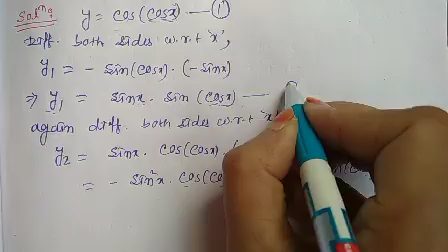 Solⁿ: y = cos(cosx) — ①
Diff. both sides w.r.t 'x',
y₁ = - sin(cosx) · (-sinx)
⇒ y₁ = sinx · sin (cosx) —
again diff. both sides w.r.t 'x'
y₂ = sinx · cos(cosx)
= - sin²x · cos(co